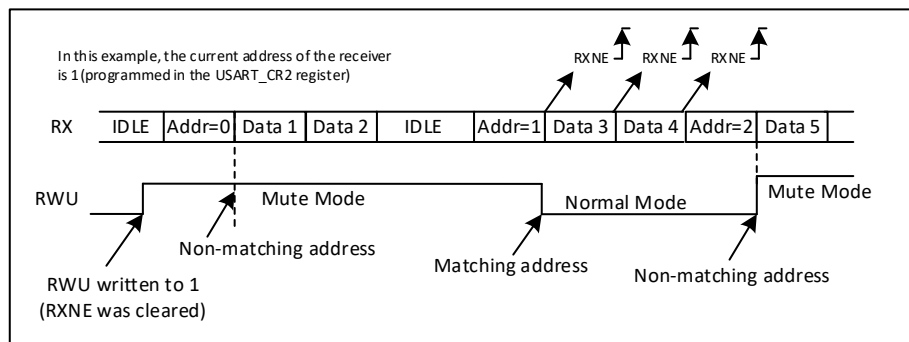 In this example, the current address of the receiver
is 1(programmed in the USART_CR2 register)
RXNE RXNE RXNE
RX IDLE Addr=0 Data 1 Data 2 IDLE Addr=1 Data 3 Data 4 Addr=2 Data 5
RWU Mute Mode Normal Mode Mute Mode
Non-matching address Matching address Non-matching address
RWU written to 1
(RXNE was cleared)